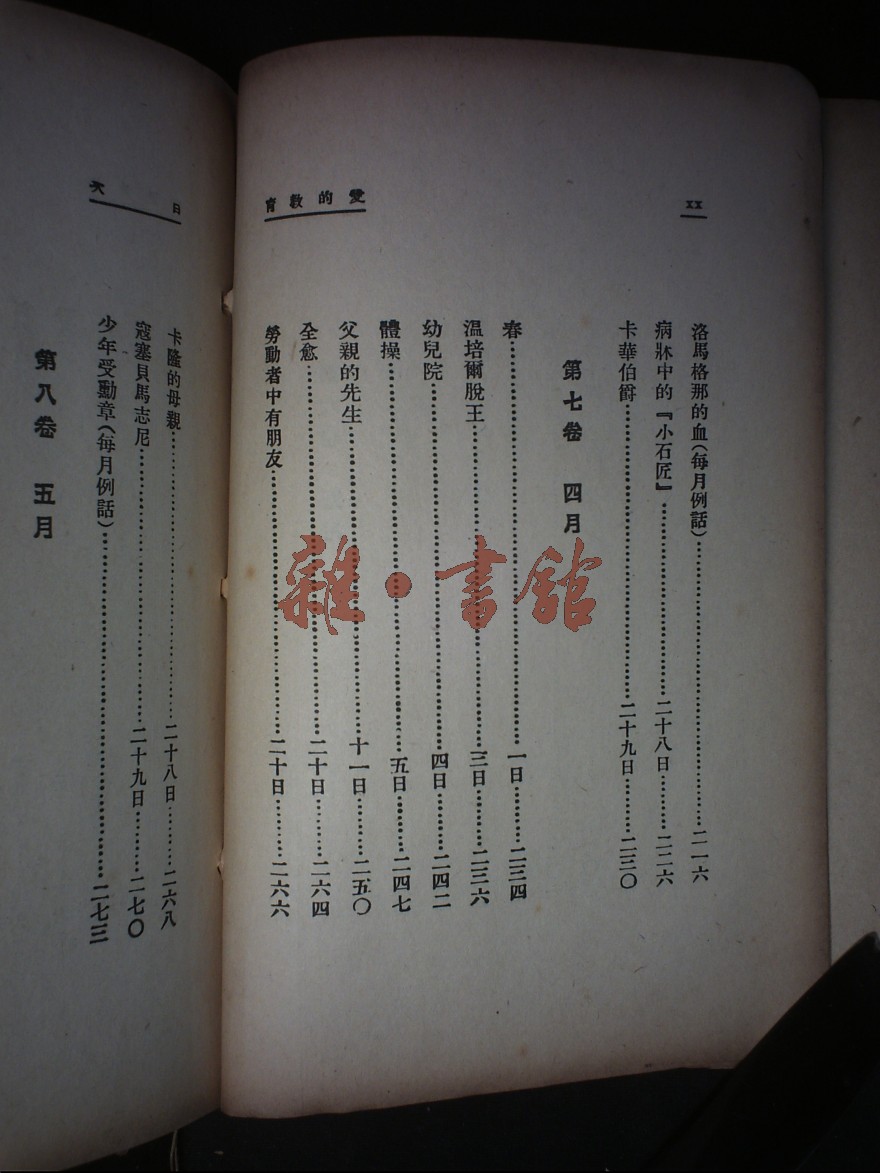 xx
愛的教育
洛馬格那的血(每月例話)……二一六
病牀中的『小石匠』……二十八日……二二六
卡華伯爵……二十九日……二三〇
第七卷 四月
春……一日……二三四
溫培爾脫王……三日……二三六
幼兒院……四日……二四二
體操……五日……二四七
父親的先生……十一日……二五〇
全愈……二十日……二六四
勞動者中有朋友……二十日……二六六
目次
卡隆的母親……二十八日……二六八
寇塞貝馬志尼……二十九日……二七〇
少年受勳章(每月例話)……二七三
第八卷 五月
雜·書館